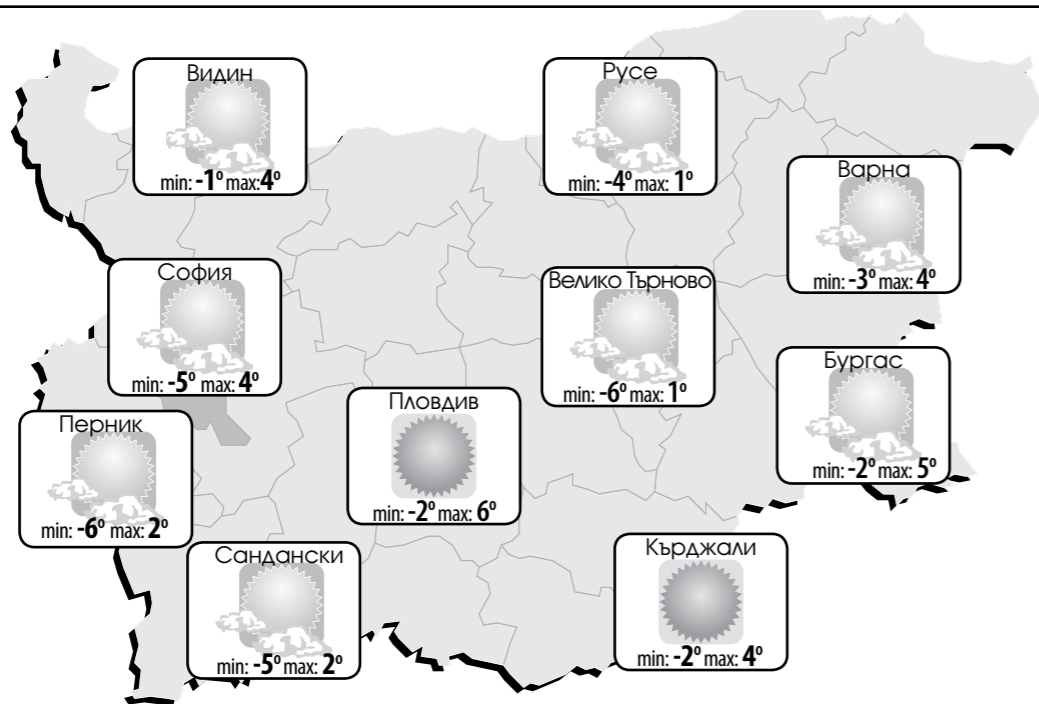 Видин
min: -1° max:4°
Русе
min: -4° max: 1°
Варна
min: -3° max: 4°
София
min: -5° max: 4°
Велико Търново
min: -6° max: 1°
Бургас
min: -2° max: 5°
Пловдив
min: -2° max: 6°
Перник
min: -6° max: 2°
Сандански
min: -5° max: 2°
Кърджали
min: -2° max: 4°